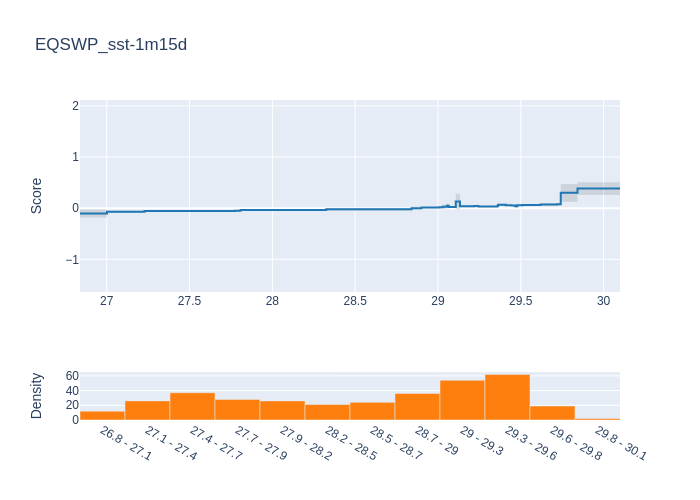 EQSWP_sst-1m15d
Score
2
1
0
−1
27
27.5
28
28.5
29
29.5
30
Density
60
40
20
0
26.8 - 27.1
27.1 - 27.4
27.4 - 27.7
27.7 - 27.9
27.9 - 28.2
28.2 - 28.5
28.5 - 28.7
28.7 - 29
29 - 29.3
29.3 - 29.6
29.6 - 29.8
29.8 - 30.1